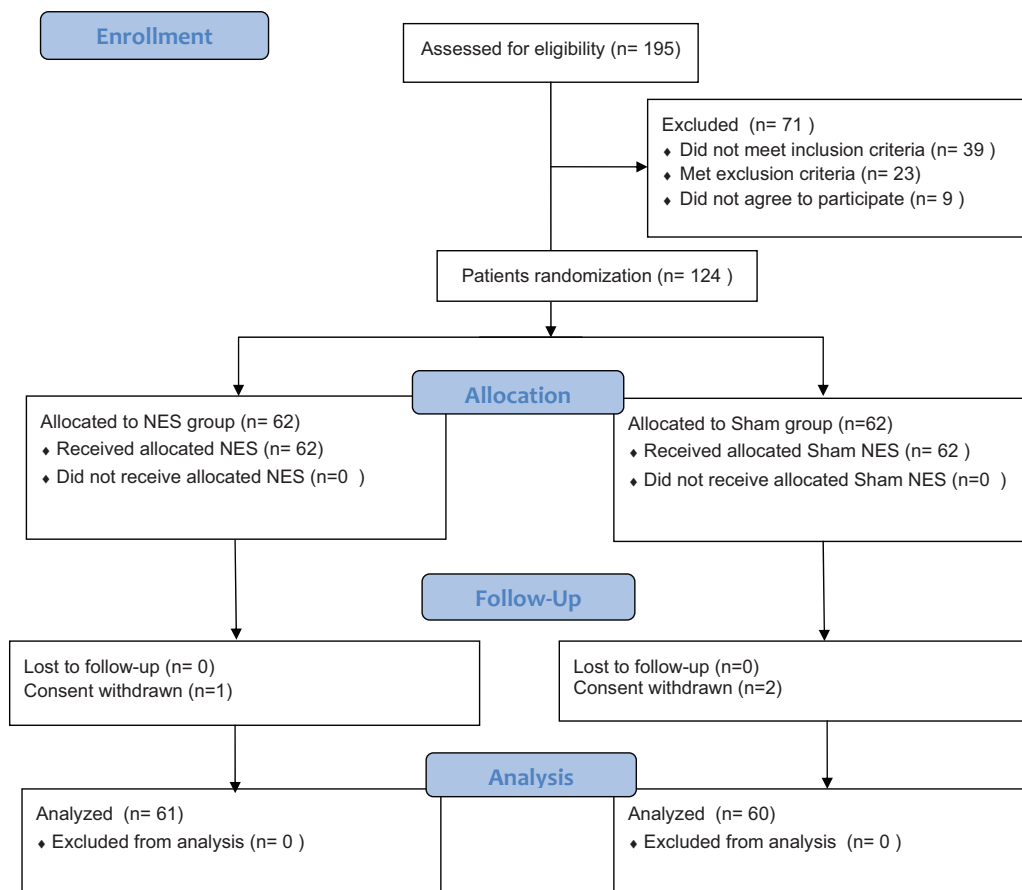 Enrollment
Assessed for eligibility (n= 195)
Excluded (n= 71 )
♦ Did not meet inclusion criteria (n= 39 )
♦ Met exclusion criteria (n= 23)
♦ Did not agree to participate (n= 9 )
Patients randomization (n= 124 )
Allocation
Allocated to NES group (n= 62)
♦ Received allocated NES (n= 62)
♦ Did not receive allocated NES (n=0 )
Allocated to Sham group (n=62)
♦ Received allocated Sham NES (n= 62 )
♦ Did not receive allocated Sham NES (n=0 )
Follow-Up
Lost to follow-up (n= 0)
Consent withdrawn (n=1)
Lost to follow-up (n=0)
Consent withdrawn (n=2)
Analysis
Analyzed (n= 61)
♦ Excluded from analysis (n= 0 )
Analyzed (n= 60)
♦ Excluded from analysis (n= 0 )